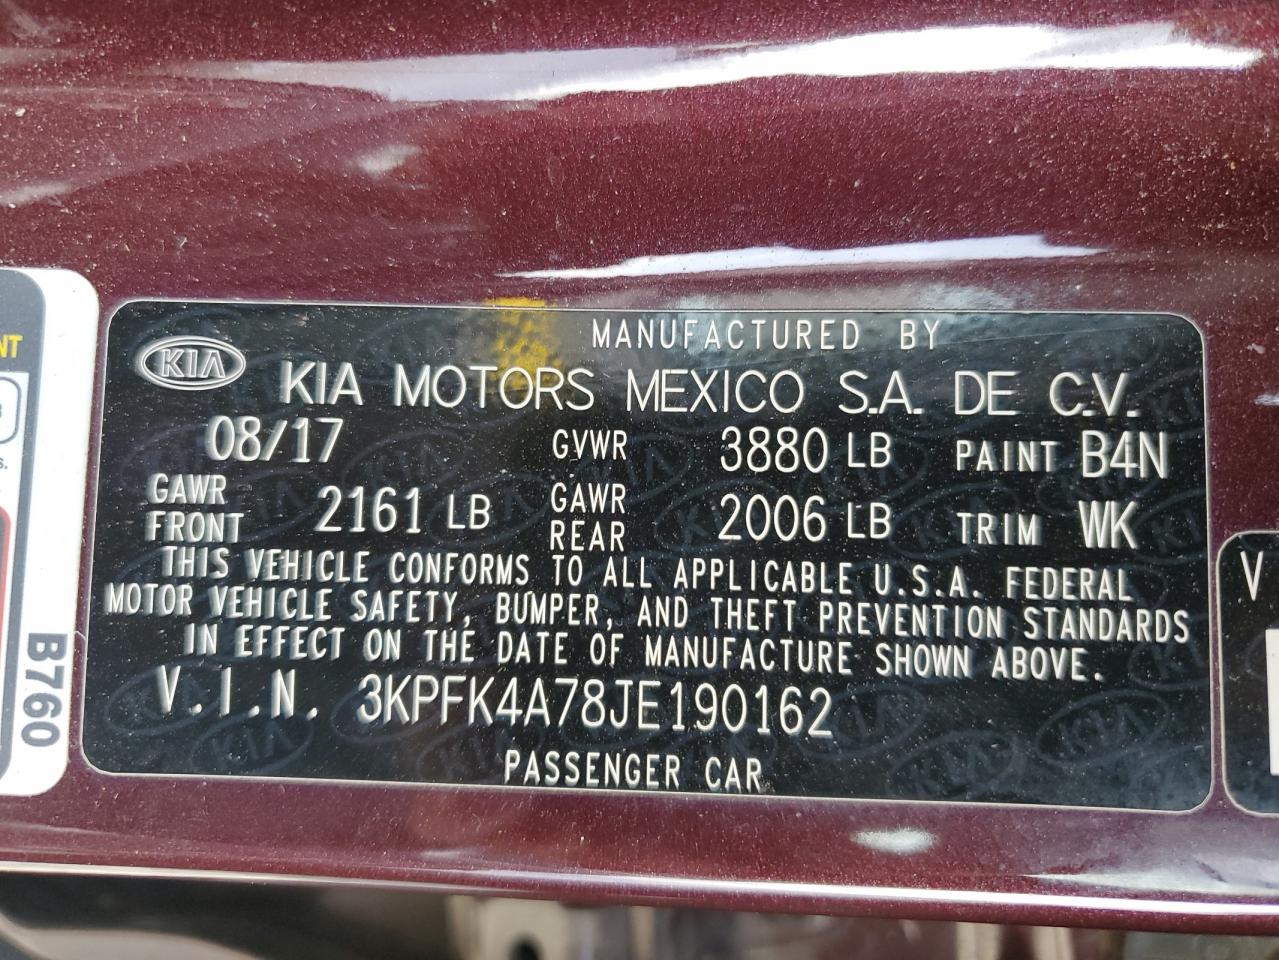 MANUFACTURED BY
KIA KIA MOTORS MEXICO S.A. DE C.V.
08/17 GVWR 3880 LB PAINT B4N
GAWR FRONT 2161 LB GAWR REAR 2006 LB TRIM WK
THIS VEHICLE CONFORMS TO ALL APPLICABLE U.S.A. FEDERAL
MOTOR VEHICLE SAFETY, BUMPER, AND THEFT PREVENTION STANDARDS
IN EFFECT ON THE DATE OF MANUFACTURE SHOWN ABOVE.
V.I.N. 3KPFK4A78JE190162
PASSENGER CAR
B760
V